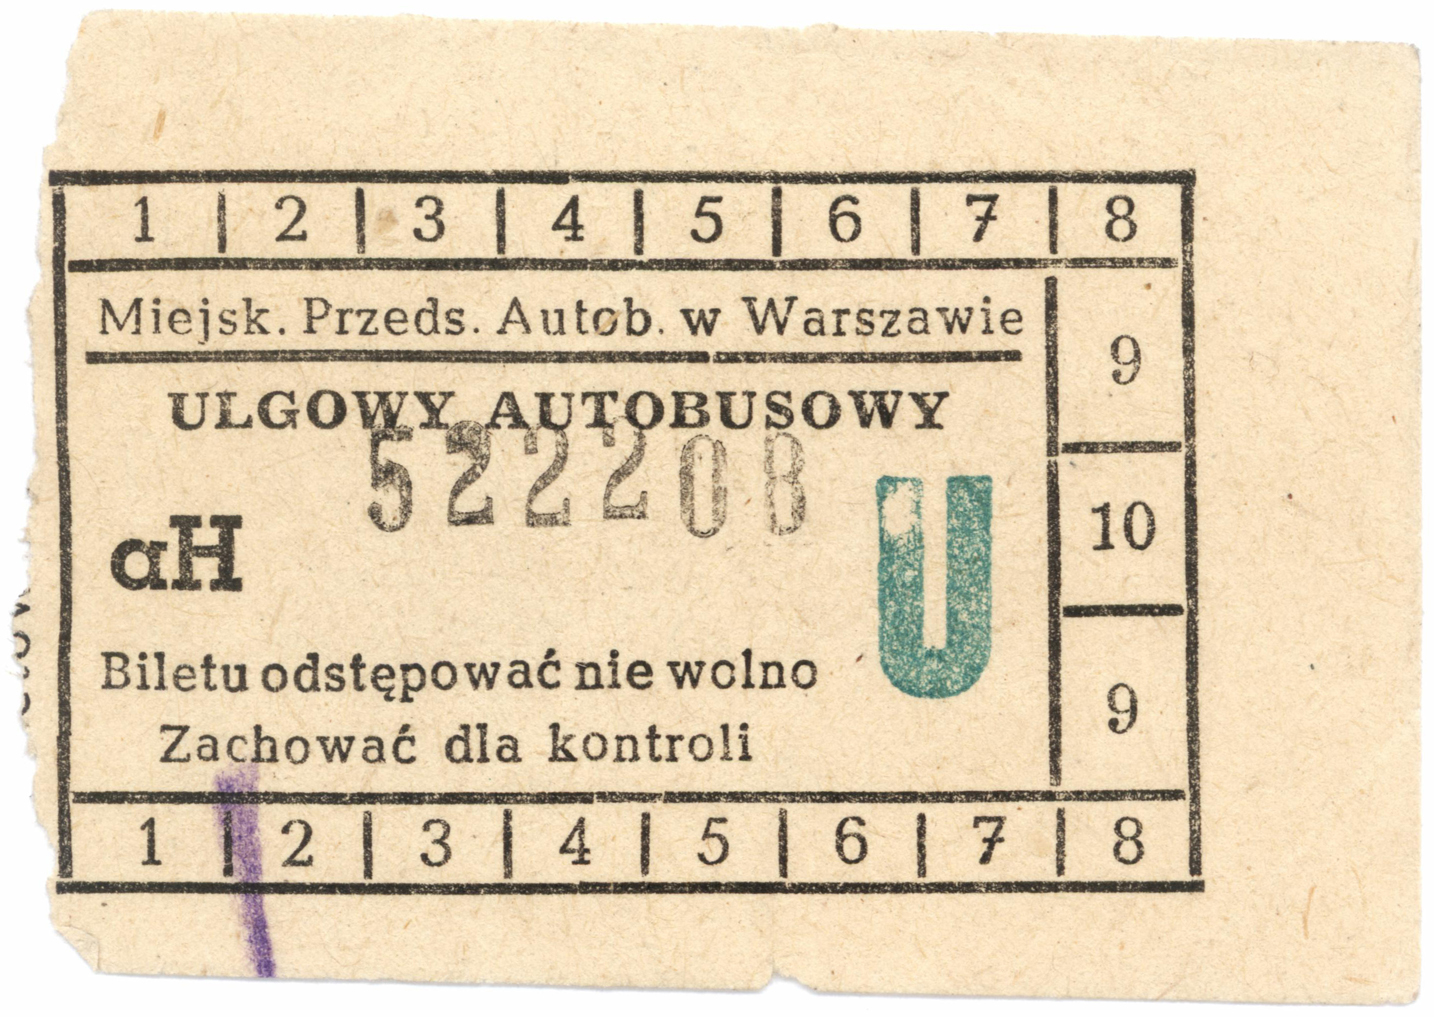 1 | 2 | 3 | 4 | 5 | 6 | 7 | 8
Miejsk. Przeds. Autob. w Warszawie
9
ULGOWY AUTOBUSOWY
522208
U
10
aH
Biletu odstępować nie wolno
9
Zachować dla kontroli
1 | 2 | 3 | 4 | 5 | 6 | 7 | 8